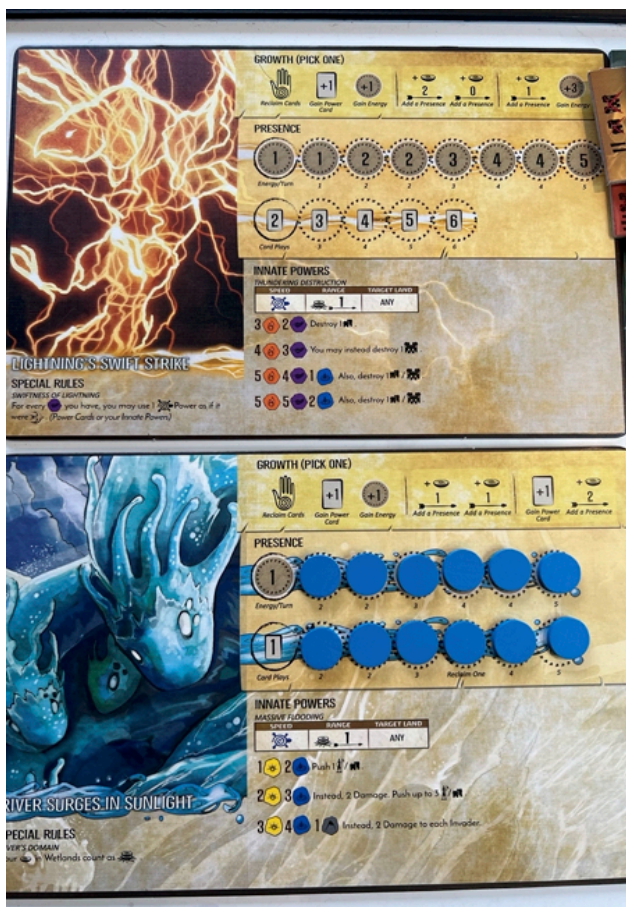 GROWTH (PICK ONE)
+1 +1 + 2 + 0 + 1 +3
Reclaim Cards Gain Power Card Gain Energy Add a Presence Add a Presence Add a Presence Gain Energy
PRESENCE
1 1 2 2 3 4 4 5
Energy/Turn 1 2 2 3 4 4 5
2 3 4 5 6
Card Plays 3 4 5 6
INNATE POWERS
THUNDERING DESTRUCTION
SPEED RANGE TARGET LAND
1 ANY
3 2 Destroy 1 .
4 3 You may instead destroy 1 .
5 4 1 Also, destroy 1 / .
5 5 2 Also, destroy 1 / .
LIGHTNING'S SWIFT STRIKE
SPECIAL RULES
SWIFTNESS OF LIGHTNING
For every you have, you may use 1 Power as if it
were . (Power Cards or your Innate Powers)
GROWTH (PICK ONE)
+1 +1 + 1 + 1 +1 + 2
Reclaim Cards Gain Power Card Gain Energy Add a Presence Add a Presence Gain Power Card Add a Presence
PRESENCE
1
Energy/Turn 2 2 3 4 4 5
1
Card Plays 2 2 3 Reclaim One 4 5
INNATE POWERS
MASSIVE FLOODING
SPEED RANGE TARGET LAND
1 ANY
1 2 Push 1 / .
2 3 Instead, 2 Damage. Push up to 3 / .
3 4 1 Instead, 2 Damage to each Invader.
RIVER SURGES IN SUNLIGHT
PECIAL RULES
VER'S DOMAIN
our in Wetlands count as .